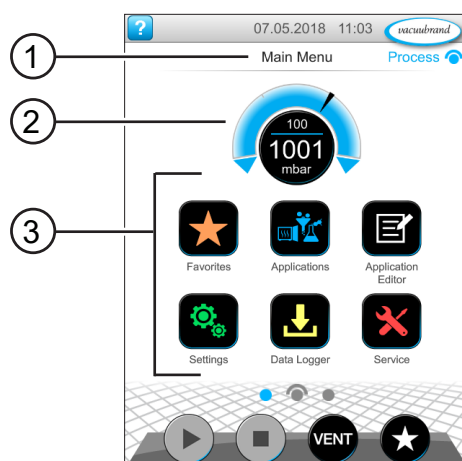 ?
07.05.2018 11:03 vacuubrand
1
Main Menu Process
2
100
1001
mbar
3
Favorites Applications Application Editor
Settings Data Logger Service
VENT